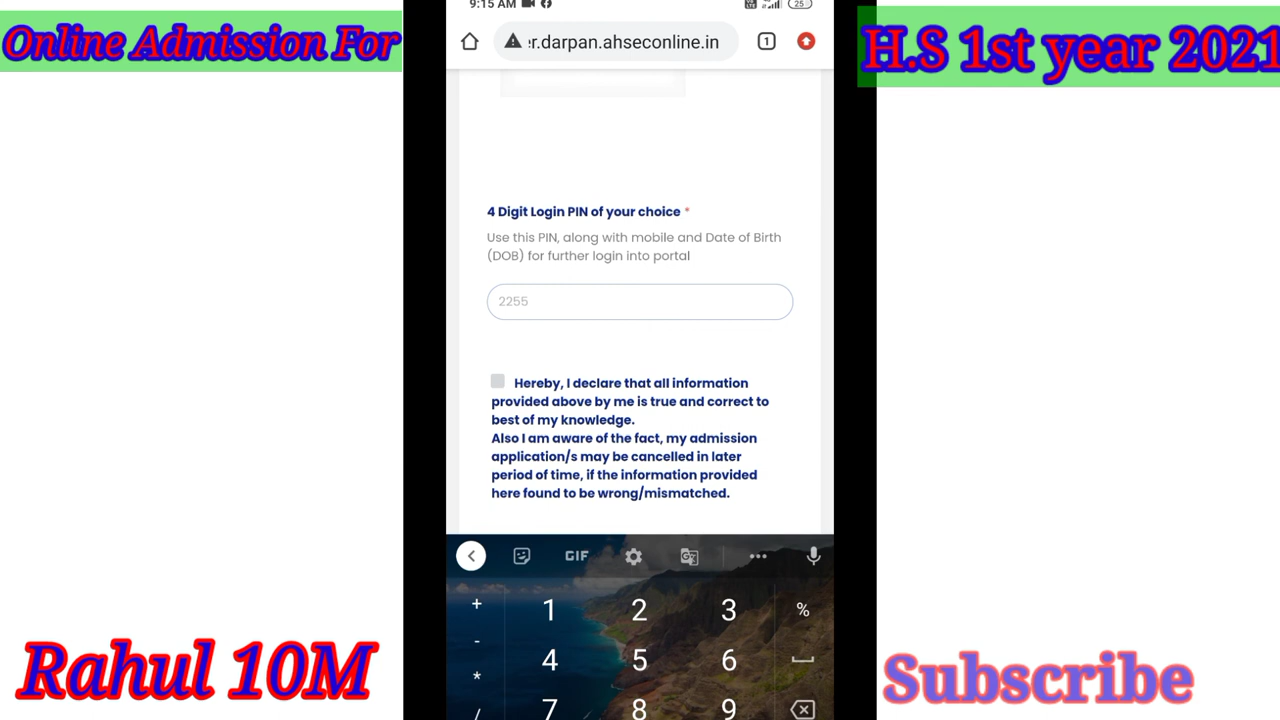 Online Admission For
H.S 1st year 2021
9:15 AM
25
r.darpan.ahseconline.in
1
4 Digit Login PIN of your choice *
Use this PIN, along with mobile and Date of Birth
(DOB) for further login into portal
2255
Hereby, I declare that all information
provided above by me is true and correct to
best of my knowledge.
Also I am aware of the fact, my admission
application/s may be cancelled in later
period of time, if the information provided
here found to be wrong/mismatched.
GIF
+ 1 2 3 %
-
4 5 6
*
/ 7 8 9
Rahul 10M
Subscribe